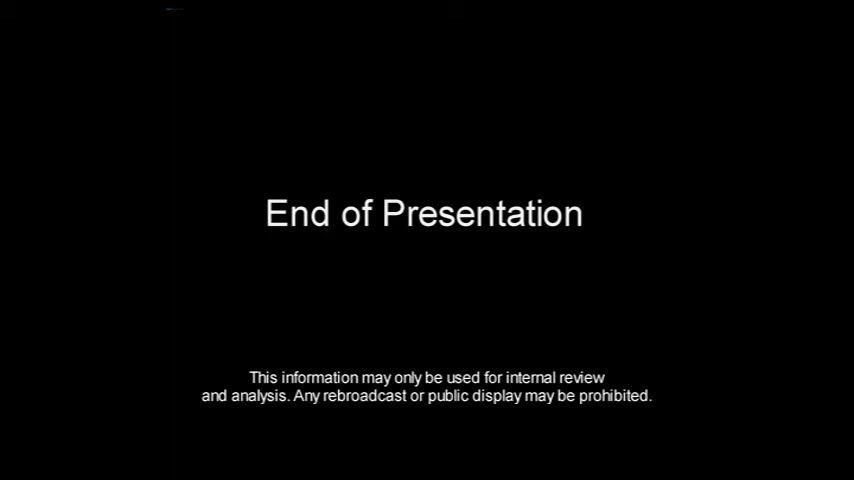 End of Presentation
This information may only be used for internal review
and analysis. Any rebroadcast or public display may be prohibited.